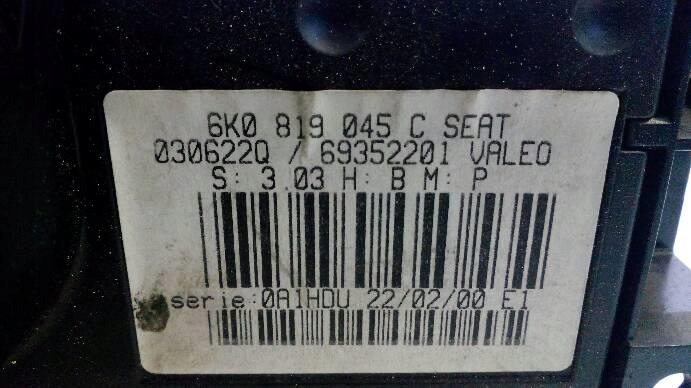 6K0 819 045 C SEAT
030622Q / 69352201 VALEO
S: 3.03 H: B M: P
serie:0A1HDU 22/02/00 E1